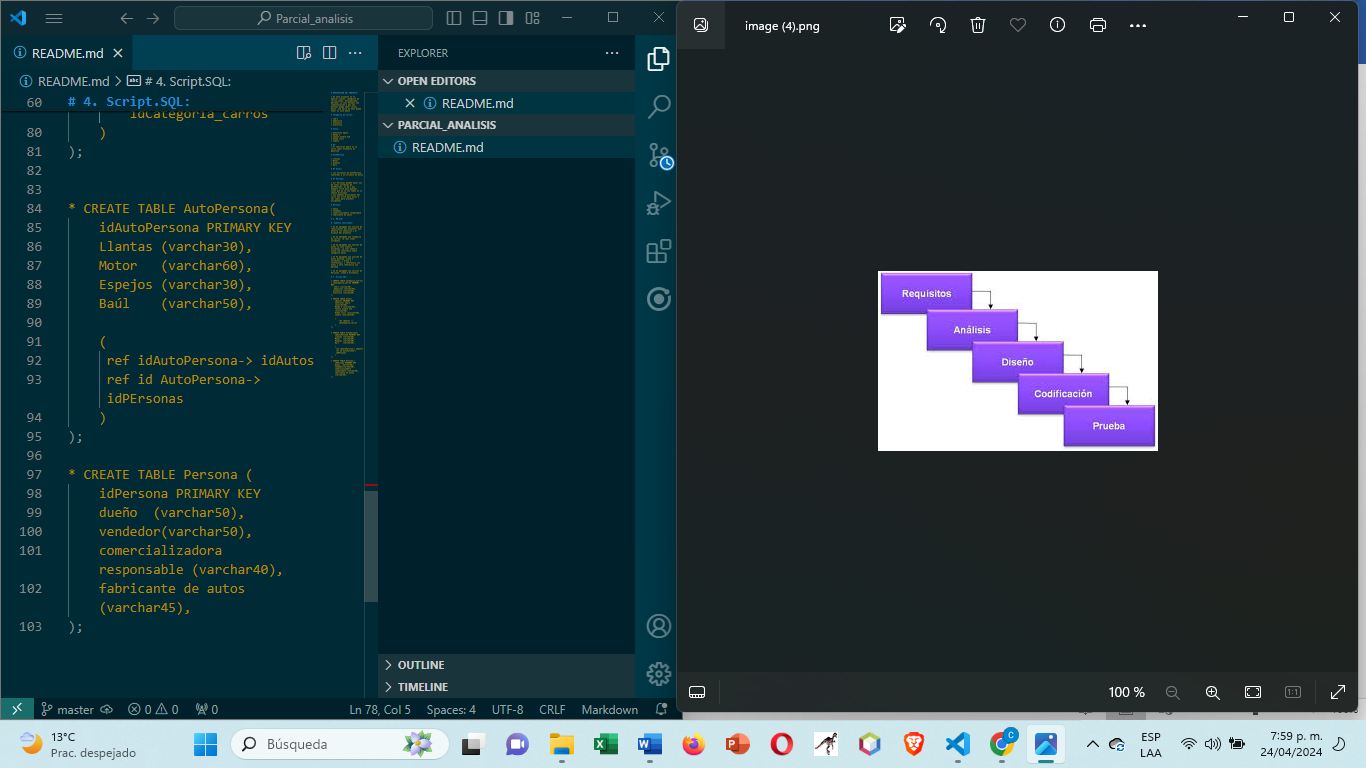 Parcial_analisis
README.md
README.md > # 4. Script.SQL:
60 # 4. Script.SQL:
idCategoria_carros
80 )
81 );
82
83
84 * CREATE TABLE AutoPersona(
85 idAutoPersona PRIMARY KEY
86 Llantas (varchar30),
87 Motor (varchar60),
88 Espejos (varchar30),
89 Baúl (varchar50),
90
91 (
92 ref idAutoPersona-> idAutos
93 ref id AutoPersona->
idPErsonas
94 )
95 );
96
97 * CREATE TABLE Persona (
98 idPersona PRIMARY KEY
99 dueño (varchar50),
100 vendedor(varchar50),
101 comercializadora
responsable (varchar40),
102 fabricante de autos
(varchar45),
103 );
EXPLORER
OPEN EDITORS
README.md
PARCIAL_ANALISIS
README.md
OUTLINE
TIMELINE
master
0 0
0
Ln 78, Col 5
Spaces: 4
UTF-8
CRLF
Markdown
image (4).png
Requisitos
Análisis
Diseño
Codificación
Prueba
100 %
1:1
13°C
Prac. despejado
Búsqueda
ESP
LAA
7:59 p. m.
24/04/2024